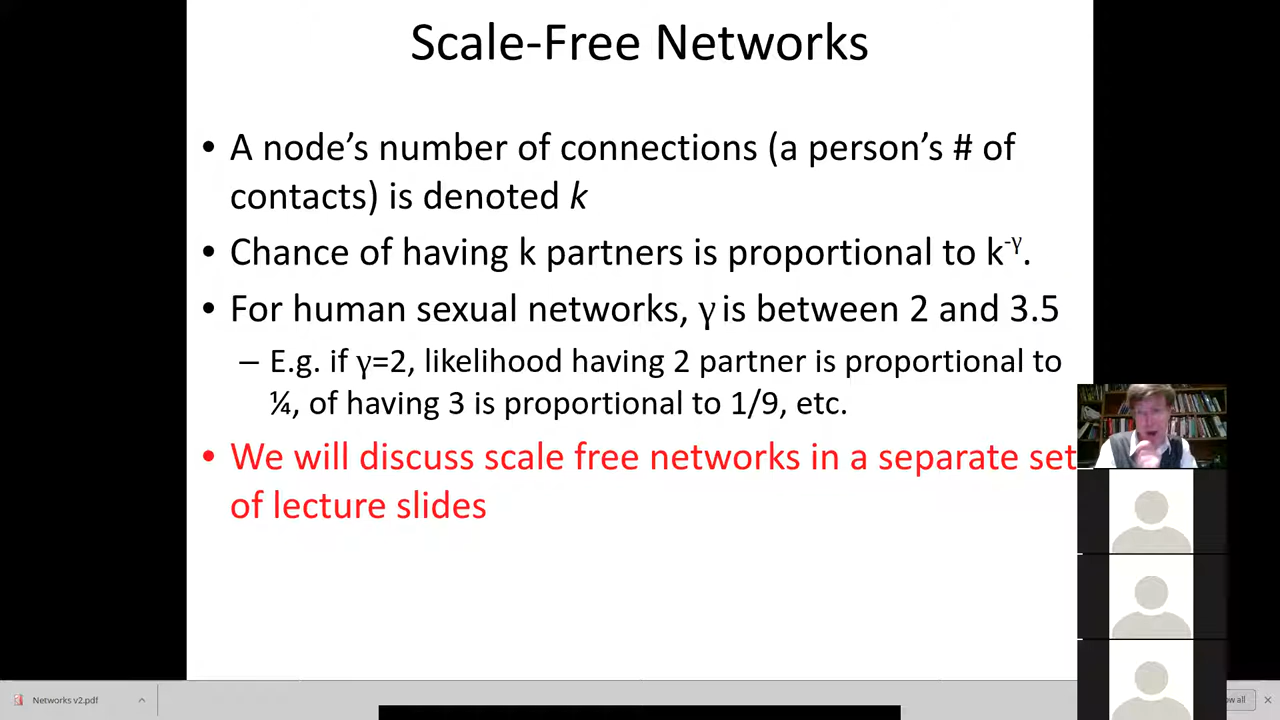 Scale-Free Networks
• A node's number of connections (a person's # of
contacts) is denoted k
• Chance of having k partners is proportional to k^-γ.
• For human sexual networks, γ is between 2 and 3.5
– E.g. if γ=2, likelihood having 2 partner is proportional to
¼, of having 3 is proportional to 1/9, etc.
• We will discuss scale free networks in a separate set
of lecture slides
Networks v2.pdf
all